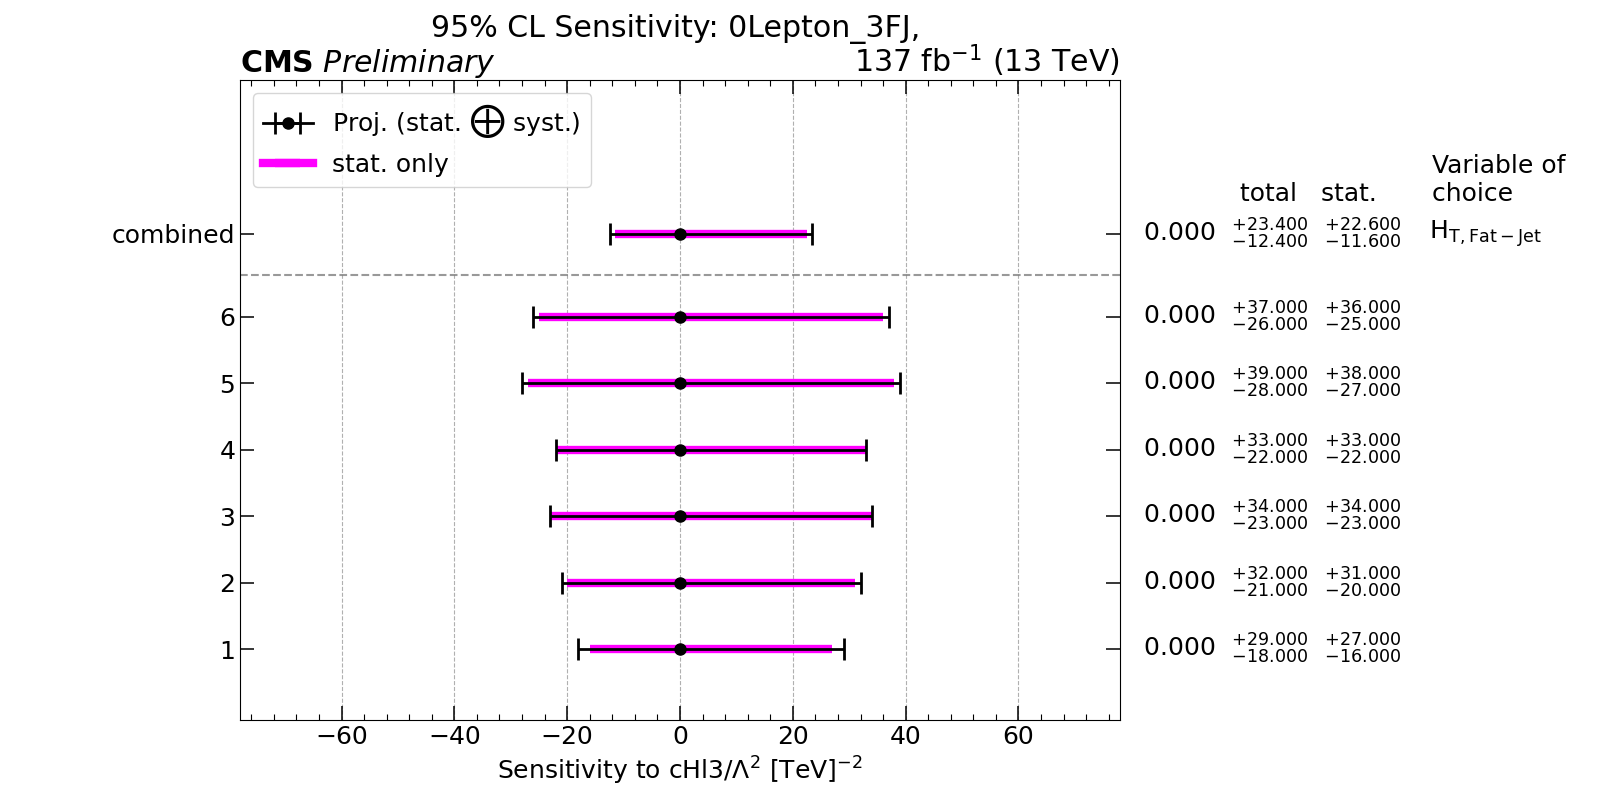 95% CL Sensitivity: 0Lepton_3FJ,
CMS Preliminary 137 fb⁻¹ (13 TeV)
Proj. (stat. ⊕ syst.)
stat. only
Variable of
total stat. choice
combined 0.000 +23.400 −12.400 +22.600 −11.600 H_T, Fat−Jet
6 0.000 +37.000 −26.000 +36.000 −25.000
5 0.000 +39.000 −28.000 +38.000 −27.000
4 0.000 +33.000 −22.000 +33.000 −22.000
3 0.000 +34.000 −23.000 +34.000 −23.000
2 0.000 +32.000 −21.000 +31.000 −20.000
1 0.000 +29.000 −18.000 +27.000 −16.000
−60 −40 −20 0 20 40 60
Sensitivity to cHl3/Λ² [TeV]⁻²